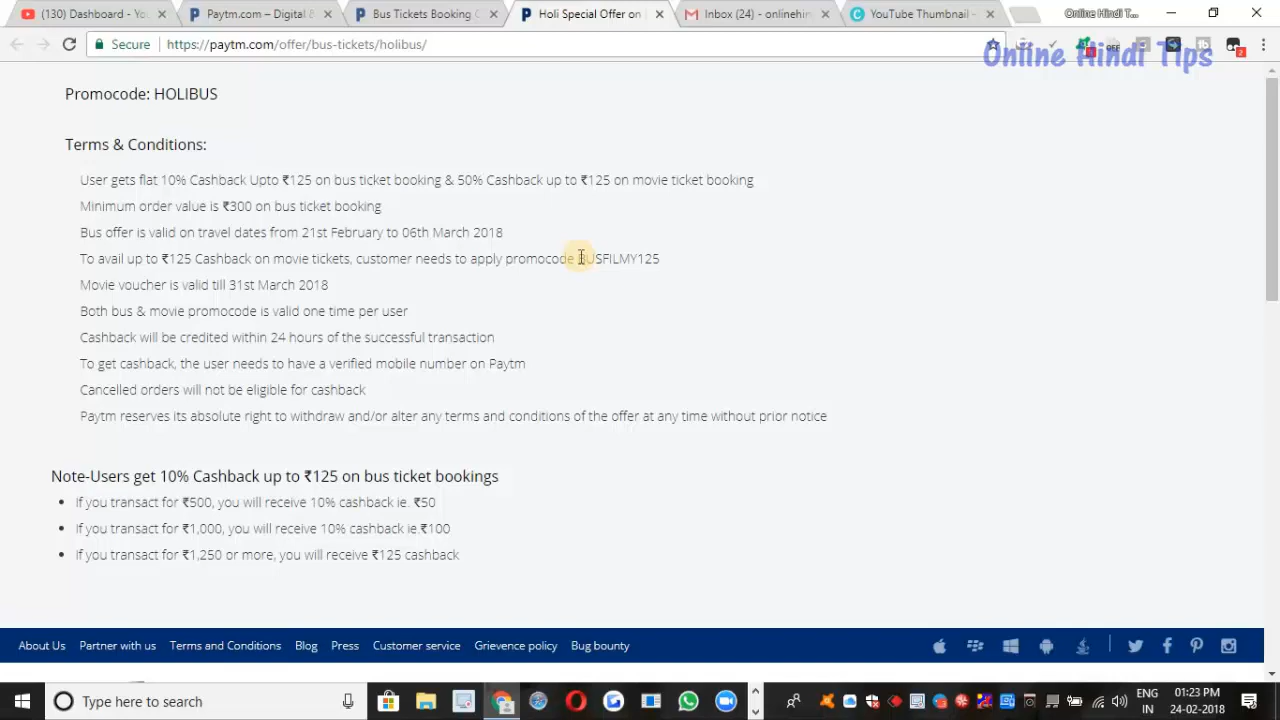 (130) Dashboard - Yo
Paytm.com – Digital &
Bus Tickets Booking
Holi Special Offer on
Inbox (24) - onlinehin
YouTube Thumbnail –
Online Hindi T...
Secure
https://paytm.com/offer/bus-tickets/holibus/
Online Hindi Tips
Promocode: HOLIBUS
Terms & Conditions:
User gets flat 10% Cashback Upto ₹125 on bus ticket booking & 50% Cashback up to ₹125 on movie ticket booking
Minimum order value is ₹300 on bus ticket booking
Bus offer is valid on travel dates from 21st February to 06th March 2018
To avail up to ₹125 Cashback on movie tickets, customer needs to apply promocode BUSFILMY125
Movie voucher is valid till 31st March 2018
Both bus & movie promocode is valid one time per user
Cashback will be credited within 24 hours of the successful transaction
To get cashback, the user needs to have a verified mobile number on Paytm
Cancelled orders will not be eligible for cashback
Paytm reserves its absolute right to withdraw and/or alter any terms and conditions of the offer at any time without prior notice
Note-Users get 10% Cashback up to ₹125 on bus ticket bookings
• If you transact for ₹500, you will receive 10% cashback ie. ₹50
• If you transact for ₹1,000, you will receive 10% cashback ie.₹100
• If you transact for ₹1,250 or more, you will receive ₹125 cashback
About Us Partner with us Terms and Conditions Blog Press Customer service Grievence policy Bug bounty
Type here to search
ENG
IN
01:23 PM
24-02-2018